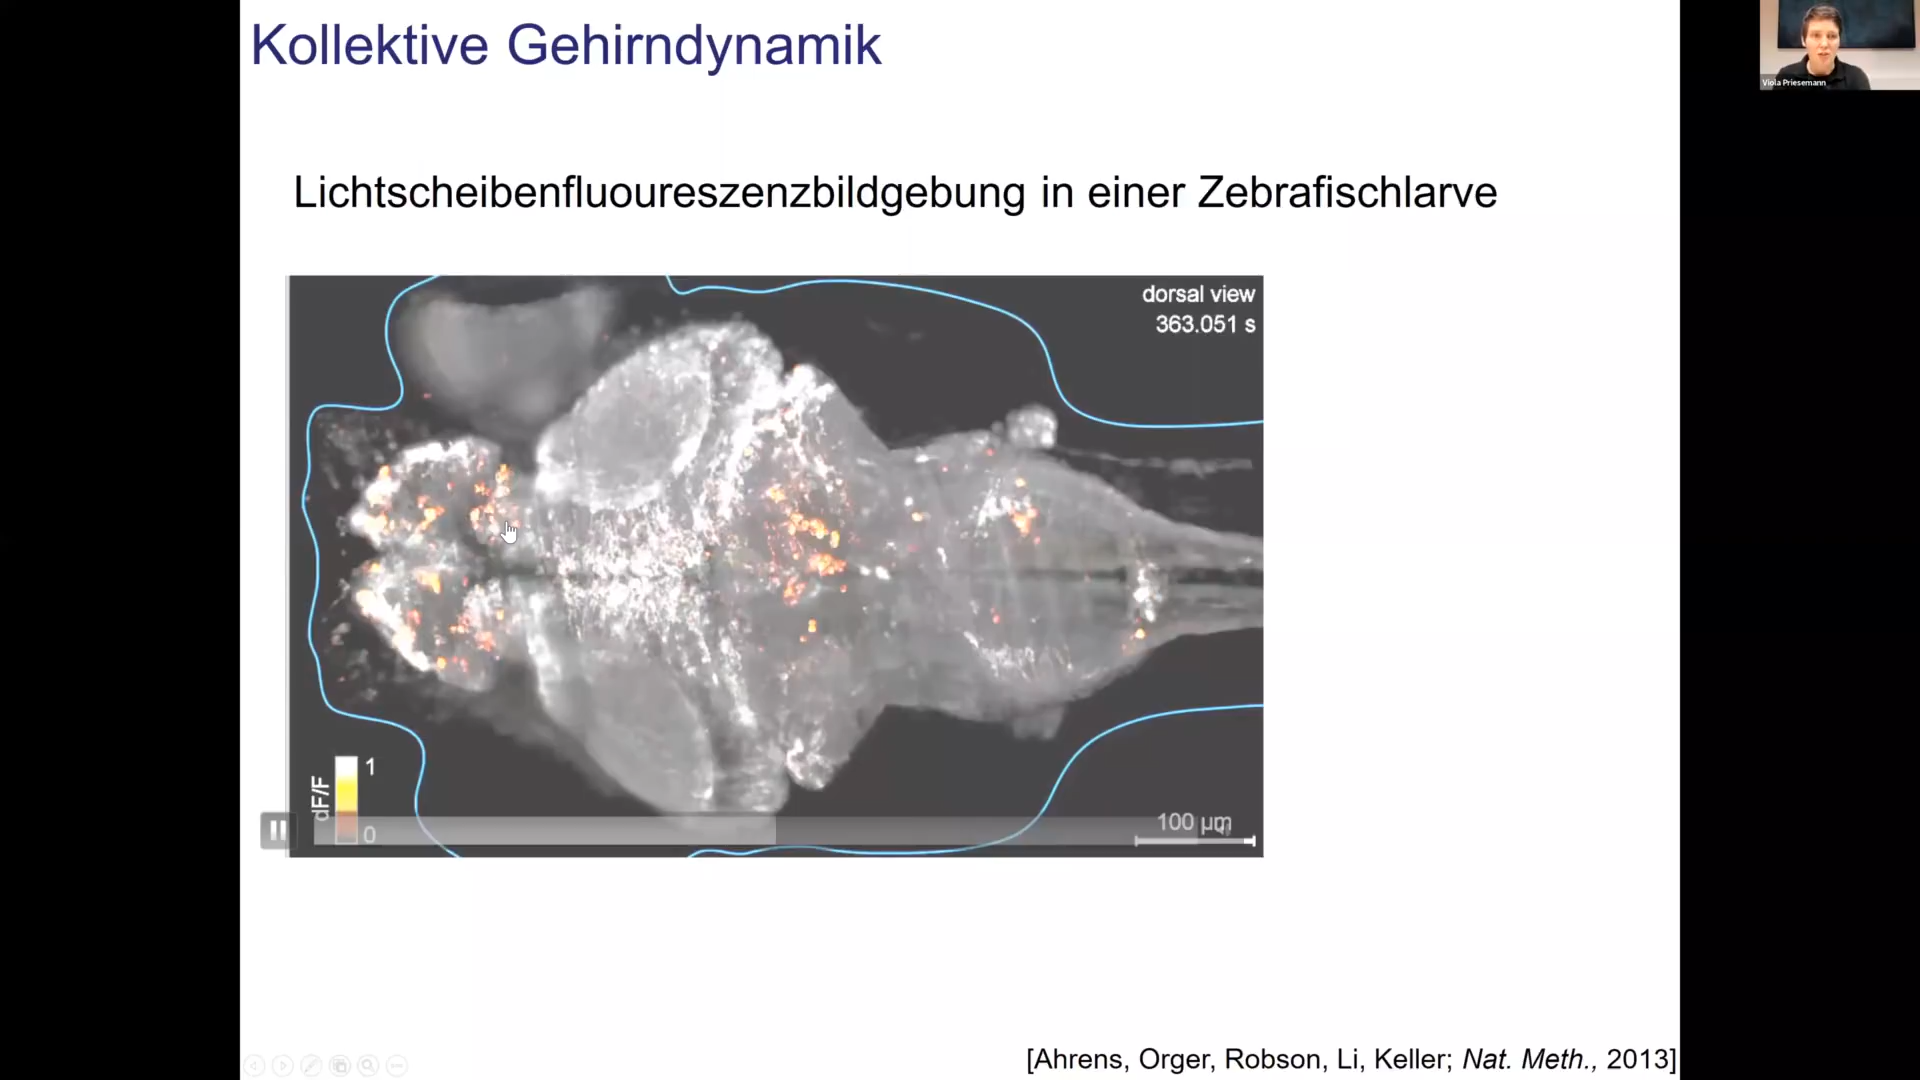 Kollektive Gehirndynamik
Viola Priesemann
Lichtscheibenfluoureszenzbildgebung in einer Zebrafischlarve
dorsal view
363.051 s
dF/F
1
0
100 µm
[Ahrens, Orger, Robson, Li, Keller; Nat. Meth., 2013]